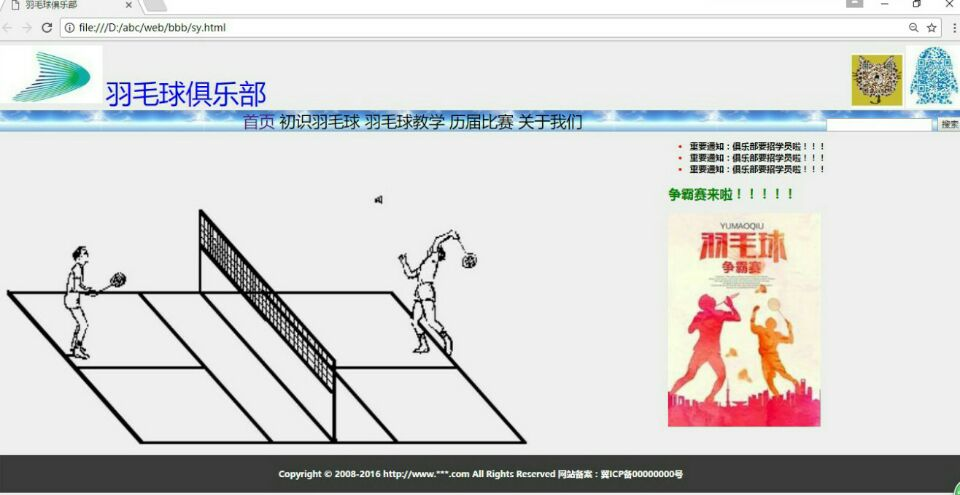 羽毛球俱乐部
file:///D:/abc/web/bbb/sy.html
羽毛球俱乐部
首页 初识羽毛球 羽毛球教学 历届比赛 关于我们
搜索
重要通知：俱乐部要招学员啦！！！
重要通知：俱乐部要招学员啦！！！
重要通知：俱乐部要招学员啦！！！
争霸赛来啦！！！！！
YUMAOQIU
羽毛球
争霸赛
Copyright © 2008-2016 http://www.***.com All Rights Reserved 网站备案：冀ICP备00000000号